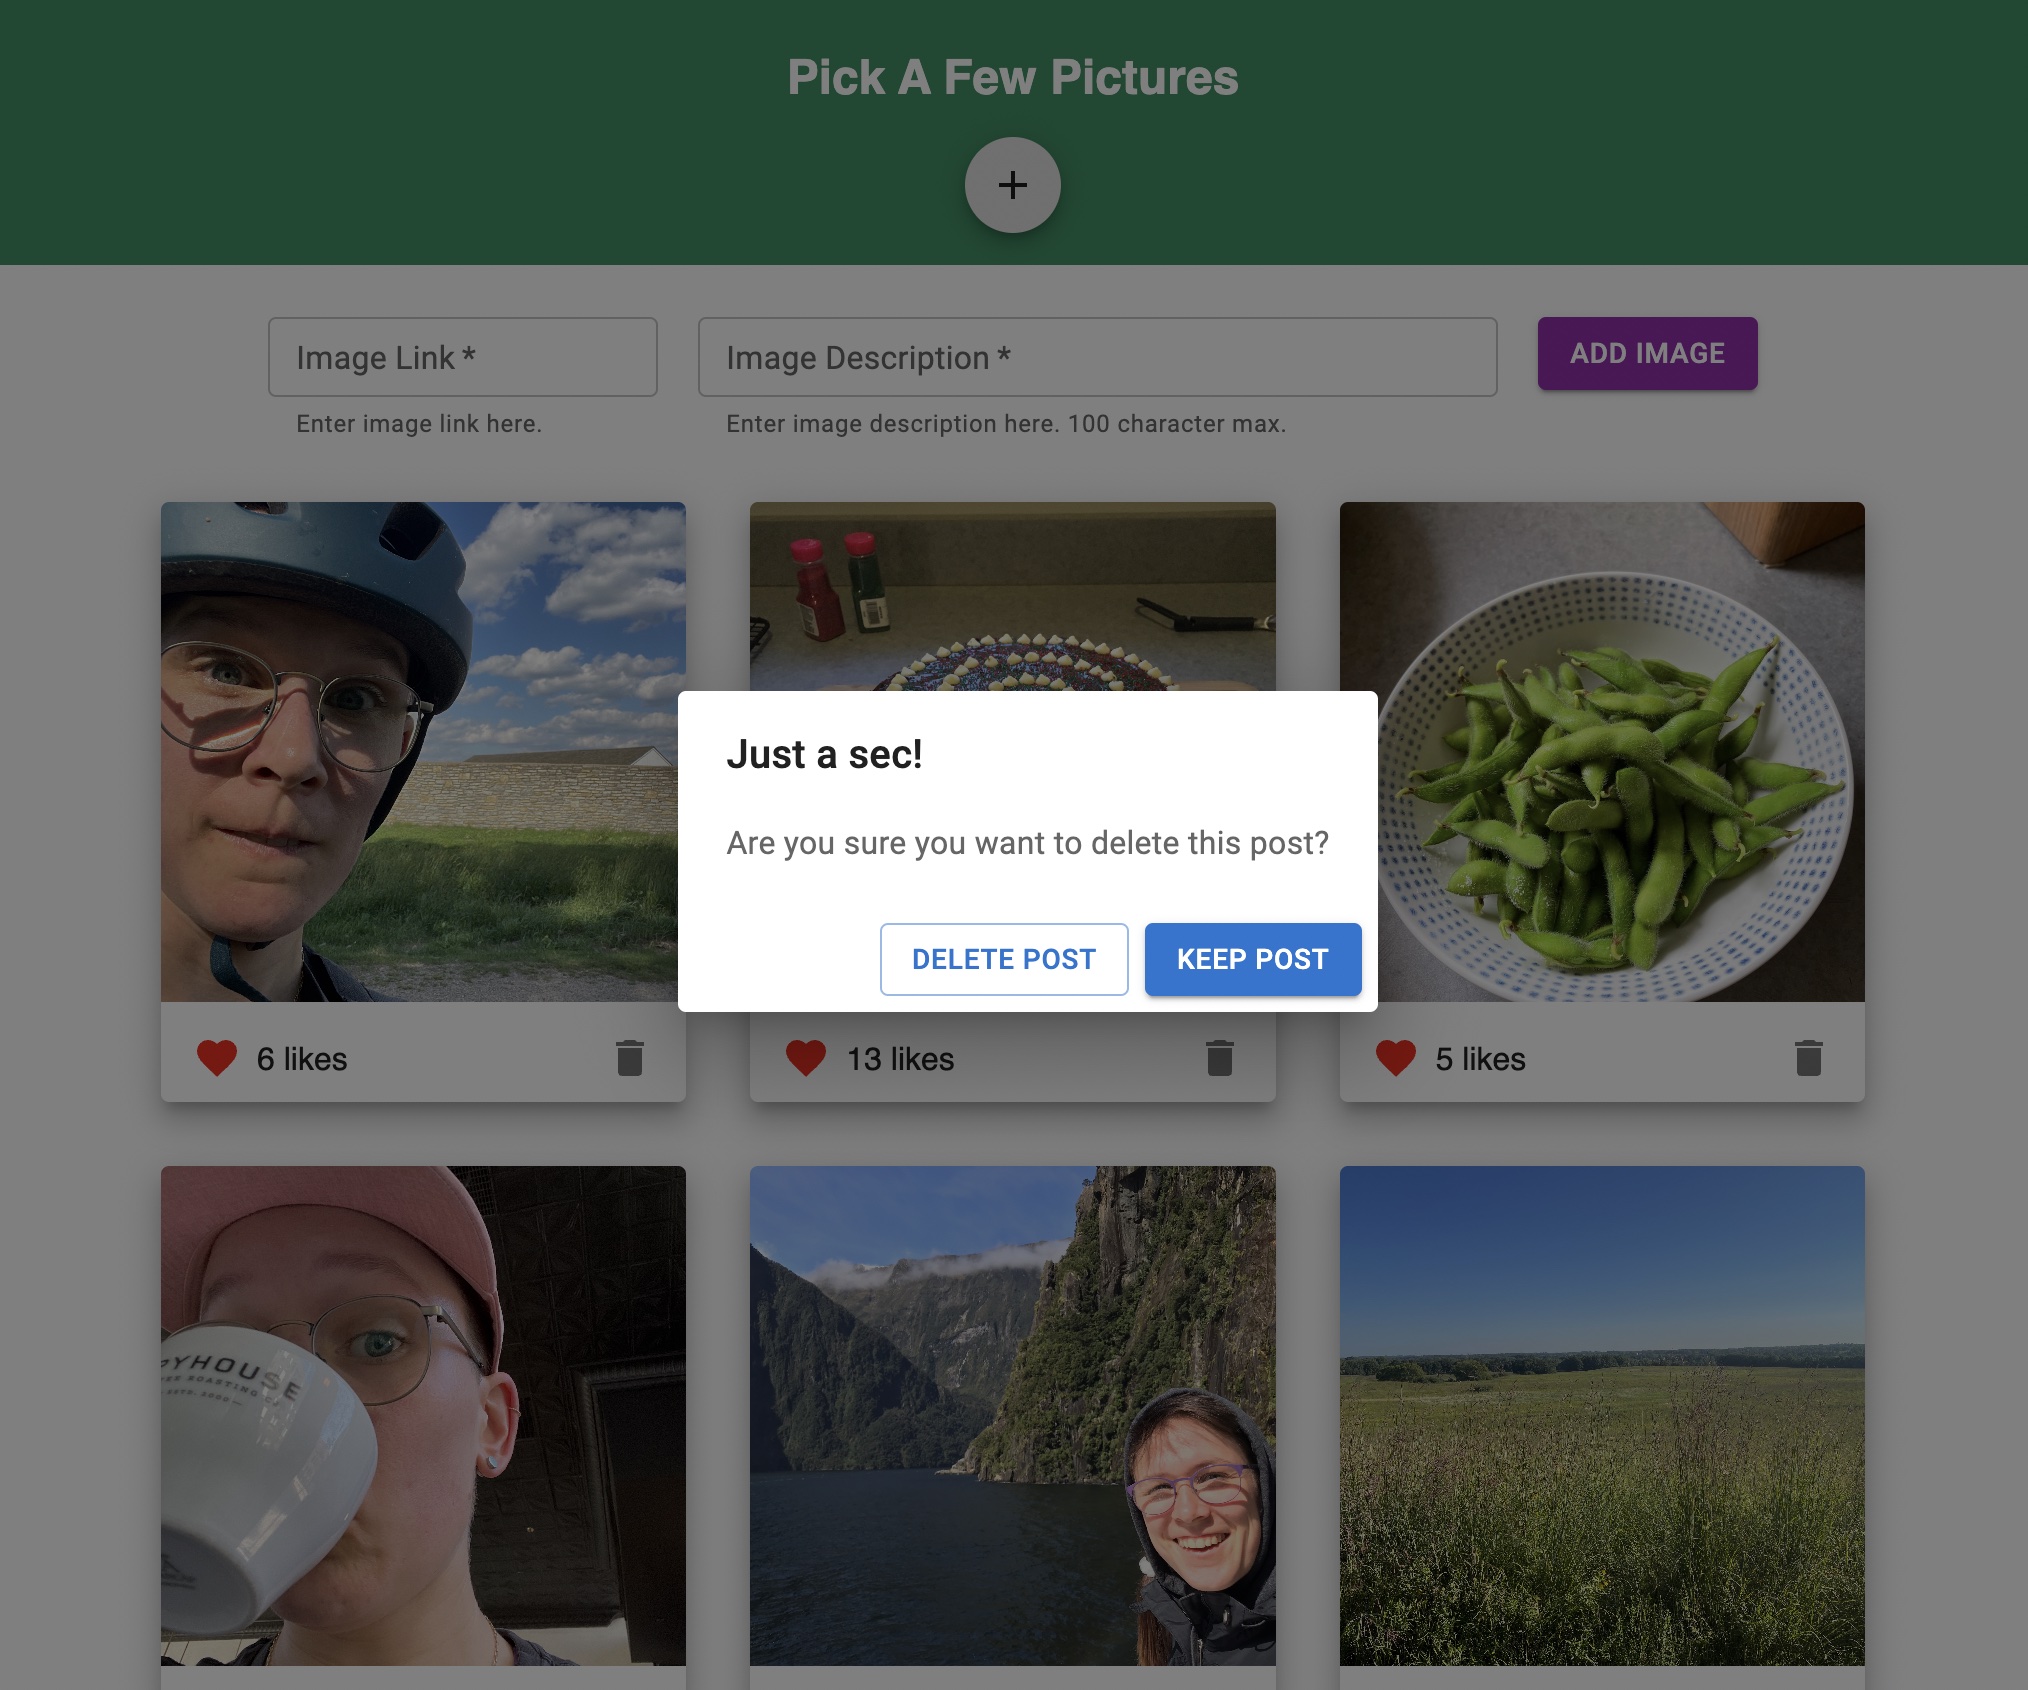 Pick A Few Pictures
+
Image Link *
Image Description *
ADD IMAGE
Enter image link here.
Enter image description here. 100 character max.
Just a sec!
Are you sure you want to delete this post?
DELETE POST
KEEP POST
6 likes
13 likes
5 likes
YHOUSE
ROASTING